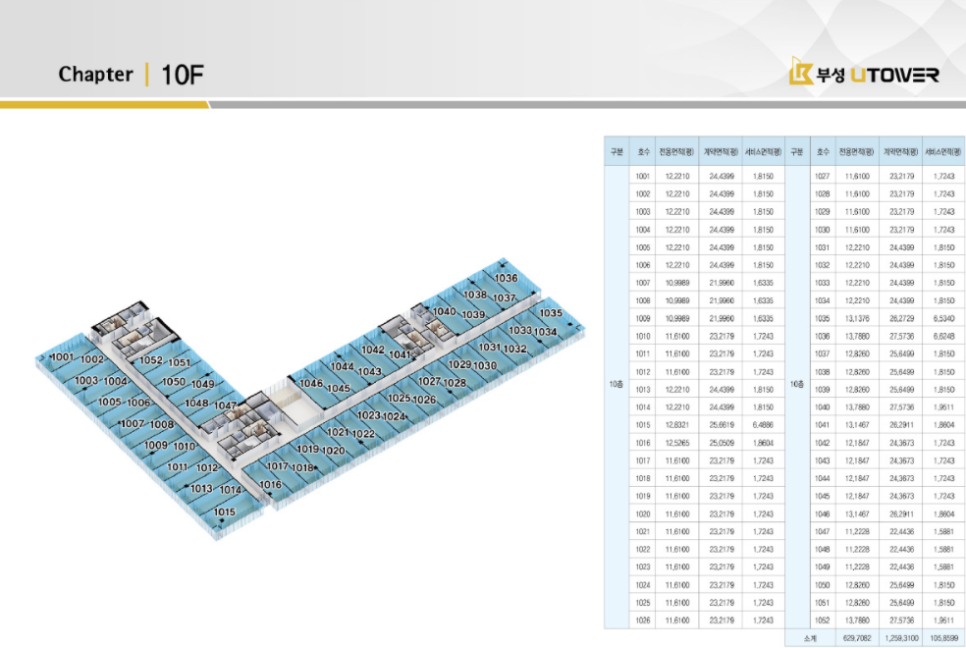 Chapter | 10F
부성 UTOWER
구분 호수 전용면적(평) 계약면적(평) 서비스면적(평) 구분 호수 전용면적(평) 계약면적(평) 서비스면적(평)
10층 10층
1001 12.2210 24.4399 1.8150 1027 11.6100 23.2179 1.7243
1002 12.2210 24.4399 1.8150 1028 11.6100 23.2179 1.7243
1003 12.2210 24.4399 1.8150 1029 11.6100 23.2179 1.7243
1004 12.2210 24.4399 1.8150 1030 11.6100 23.2179 1.7243
1005 12.2210 24.4399 1.8150 1031 12.2210 24.4399 1.8150
1006 12.2210 24.4399 1.8150 1032 12.2210 24.4399 1.8150
1007 10.9989 21.9960 1.6335 1033 12.2210 24.4399 1.8150
1008 10.9989 21.9960 1.6335 1034 12.2210 24.4399 1.8150
1009 10.9989 21.9960 1.6335 1035 13.1376 26.2729 6.5340
1010 11.6100 23.2179 1.7243 1036 13.7880 27.5736 6.6248
1011 11.6100 23.2179 1.7243 1037 12.8260 25.6499 1.8150
1012 11.6100 23.2179 1.7243 1038 12.8260 25.6499 1.8150
1013 12.2210 24.4399 1.8150 1039 12.8260 25.6499 1.8150
1014 12.2210 24.4399 1.8150 1040 13.7880 27.5736 1.9611
1015 12.8321 25.6619 6.4886 1041 13.1467 26.2911 1.8604
1016 12.5265 25.0509 1.8604 1042 12.1847 24.3673 1.7243
1017 11.6100 23.2179 1.7243 1043 12.1847 24.3673 1.7243
1018 11.6100 23.2179 1.7243 1044 12.1847 24.3673 1.7243
1019 11.6100 23.2179 1.7243 1045 12.1847 24.3673 1.7243
1020 11.6100 23.2179 1.7243 1046 13.1467 26.2911 1.8604
1021 11.6100 23.2179 1.7243 1047 11.2228 22.4436 1.5881
1022 11.6100 23.2179 1.7243 1048 11.2228 22.4436 1.5881
1023 11.6100 23.2179 1.7243 1049 11.2228 22.4436 1.5881
1024 11.6100 23.2179 1.7243 1050 12.8260 25.6499 1.8150
1025 11.6100 23.2179 1.7243 1051 12.8260 25.6499 1.8150
1026 11.6100 23.2179 1.7243 1052 13.7880 27.5736 1.9611
소계 629.7082 1,259.3100 105.8599
1036
1038 1037
1040 1039 1035
1033 1034
1042 1041 1031 1032
1001 1002 1052 1051 1044 1043 1029 1030
1003 1004 1050 1049 1046 1045 1027 1028
1005 1006 1048 1047 1025 1026
1007 1008 1023 1024
1009 1010 1021 1022
1011 1012 1019 1020
1013 1014 1017 1018
1015 1016